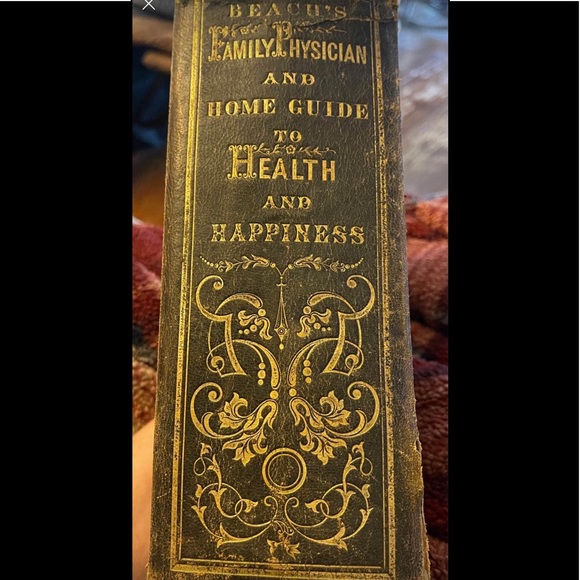 BEACH'S
FAMILY PHYSICIAN
AND
HOME GUIDE
TO
HEALTH
AND
HAPPINESS